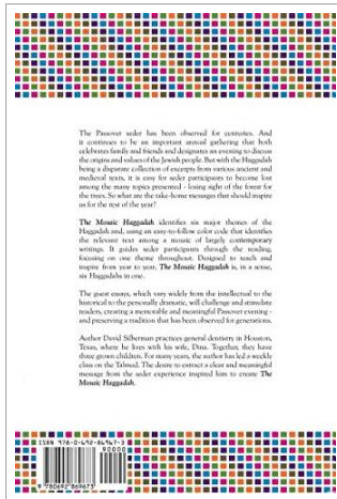 The Passover seder has been observed for centuries. And
it continues to be an important annual gathering that both
celebrates family and friends and designates an evening to discuss
the origins and values of the Jewish people. But with the Haggadah
being a disparate collection of excerpts from various ancient and
medieval texts, it is easy for seder participants to become lost
among the many topics presented - losing sight of the forest for
the trees. So what are the take-home messages that should inspire
us for the rest of the year?
The Mosaic Haggadah identifies six major themes of the
Haggadah and, using an easy-to-follow color code that identifies
the relevant text among a mosaic of largely contemporary
writings. It guides seder participants through the reading,
focusing on one theme throughout. Designed to teach and
inspire from year to year, The Mosaic Haggadah is, in a sense,
six Haggadahs in one.
The guest essays, which vary widely from the intellectual to the
historical to the personally dramatic, will challenge and stimulate
readers, creating a memorable and meaningful Passover evening -
and preserving a tradition that has been observed for generations.
Author David Silberman practices general dentistry in Houston,
Texas, where he lives with his wife, Dina. Together, they have
three grown children. For many years, the author has led a weekly
class on the Talmud. The desire to extract a clear and meaningful
message from the seder experience inspired him to create The
Mosaic Haggadah.
ISBN 978-0-692-86967-3
90000
9 780692 869673